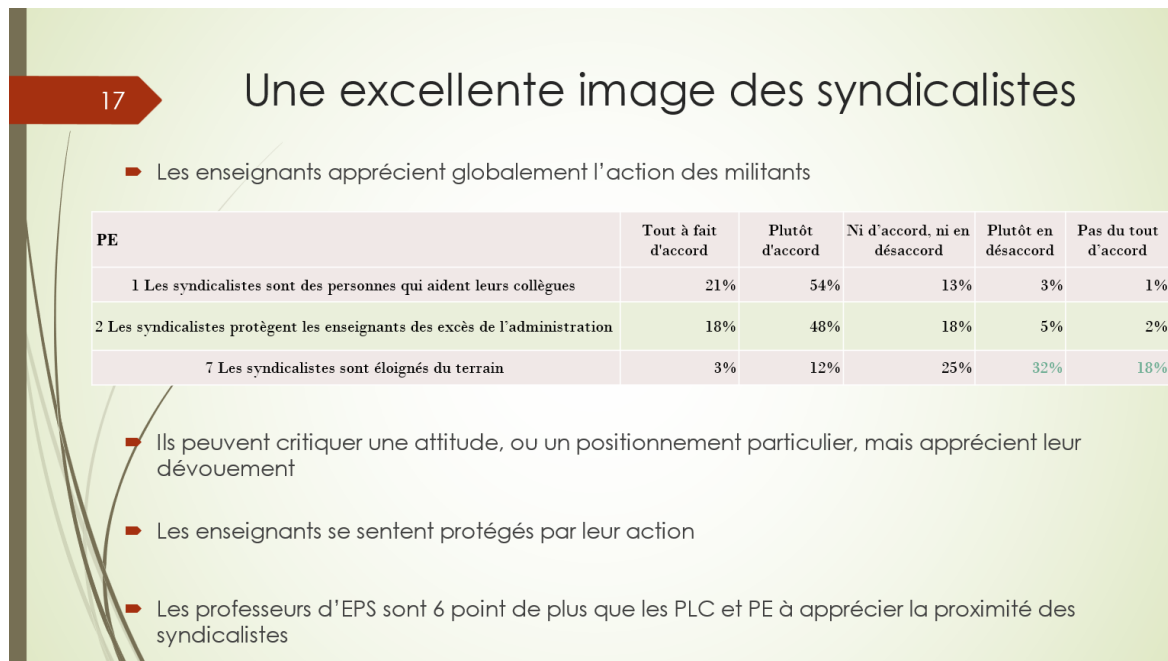 17
Une excellente image des syndicalistes
Les enseignants apprécient globalement l'action des militants
PE Tout à fait d'accord Plutôt d'accord Ni d'accord, ni en désaccord Plutôt en désaccord Pas du tout d'accord
1 Les syndicalistes sont des personnes qui aident leurs collègues 21% 54% 13% 3% 1%
2 Les syndicalistes protègent les enseignants des excès de l'administration 18% 48% 18% 5% 2%
7 Les syndicalistes sont éloignés du terrain 3% 12% 25% 32% 18%
Ils peuvent critiquer une attitude, ou un positionnement particulier, mais apprécient leur
dévouement
Les enseignants se sentent protégés par leur action
Les professeurs d'EPS sont 6 point de plus que les PLC et PE à apprécier la proximité des
syndicalistes